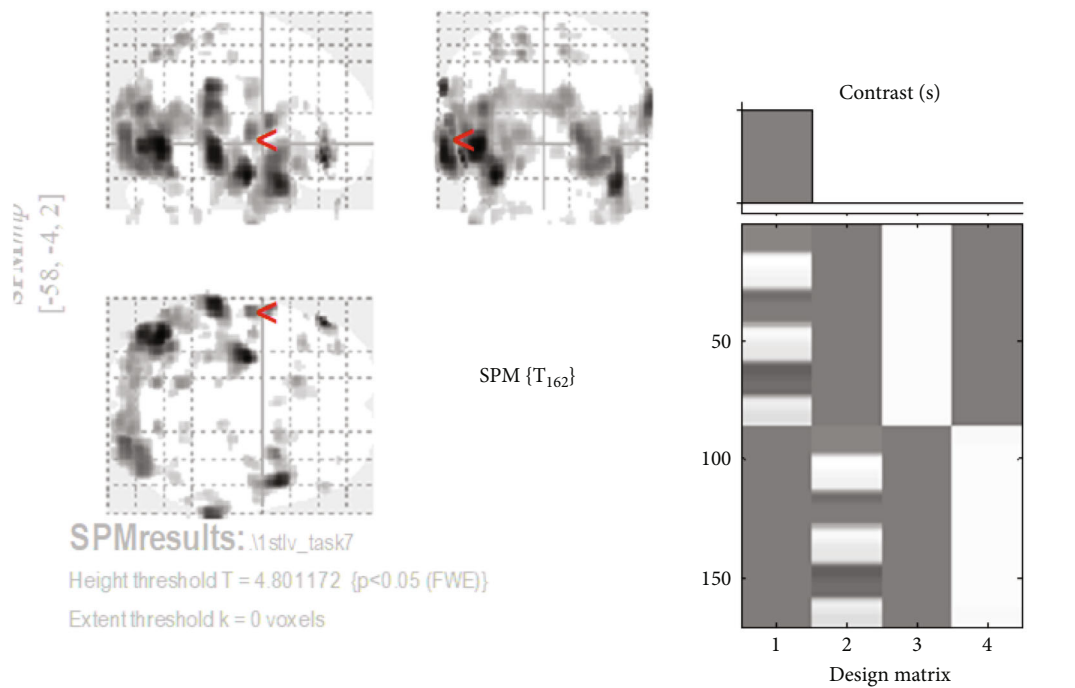 [-58, -4, 2]
SPM {T162}
SPMresults: .\1stlv_task7
Height threshold T = 4.801172 {p<0.05 (FWE)}
Extent threshold k = 0 voxels
Contrast (s)
50
100
150
1 2 3 4
Design matrix